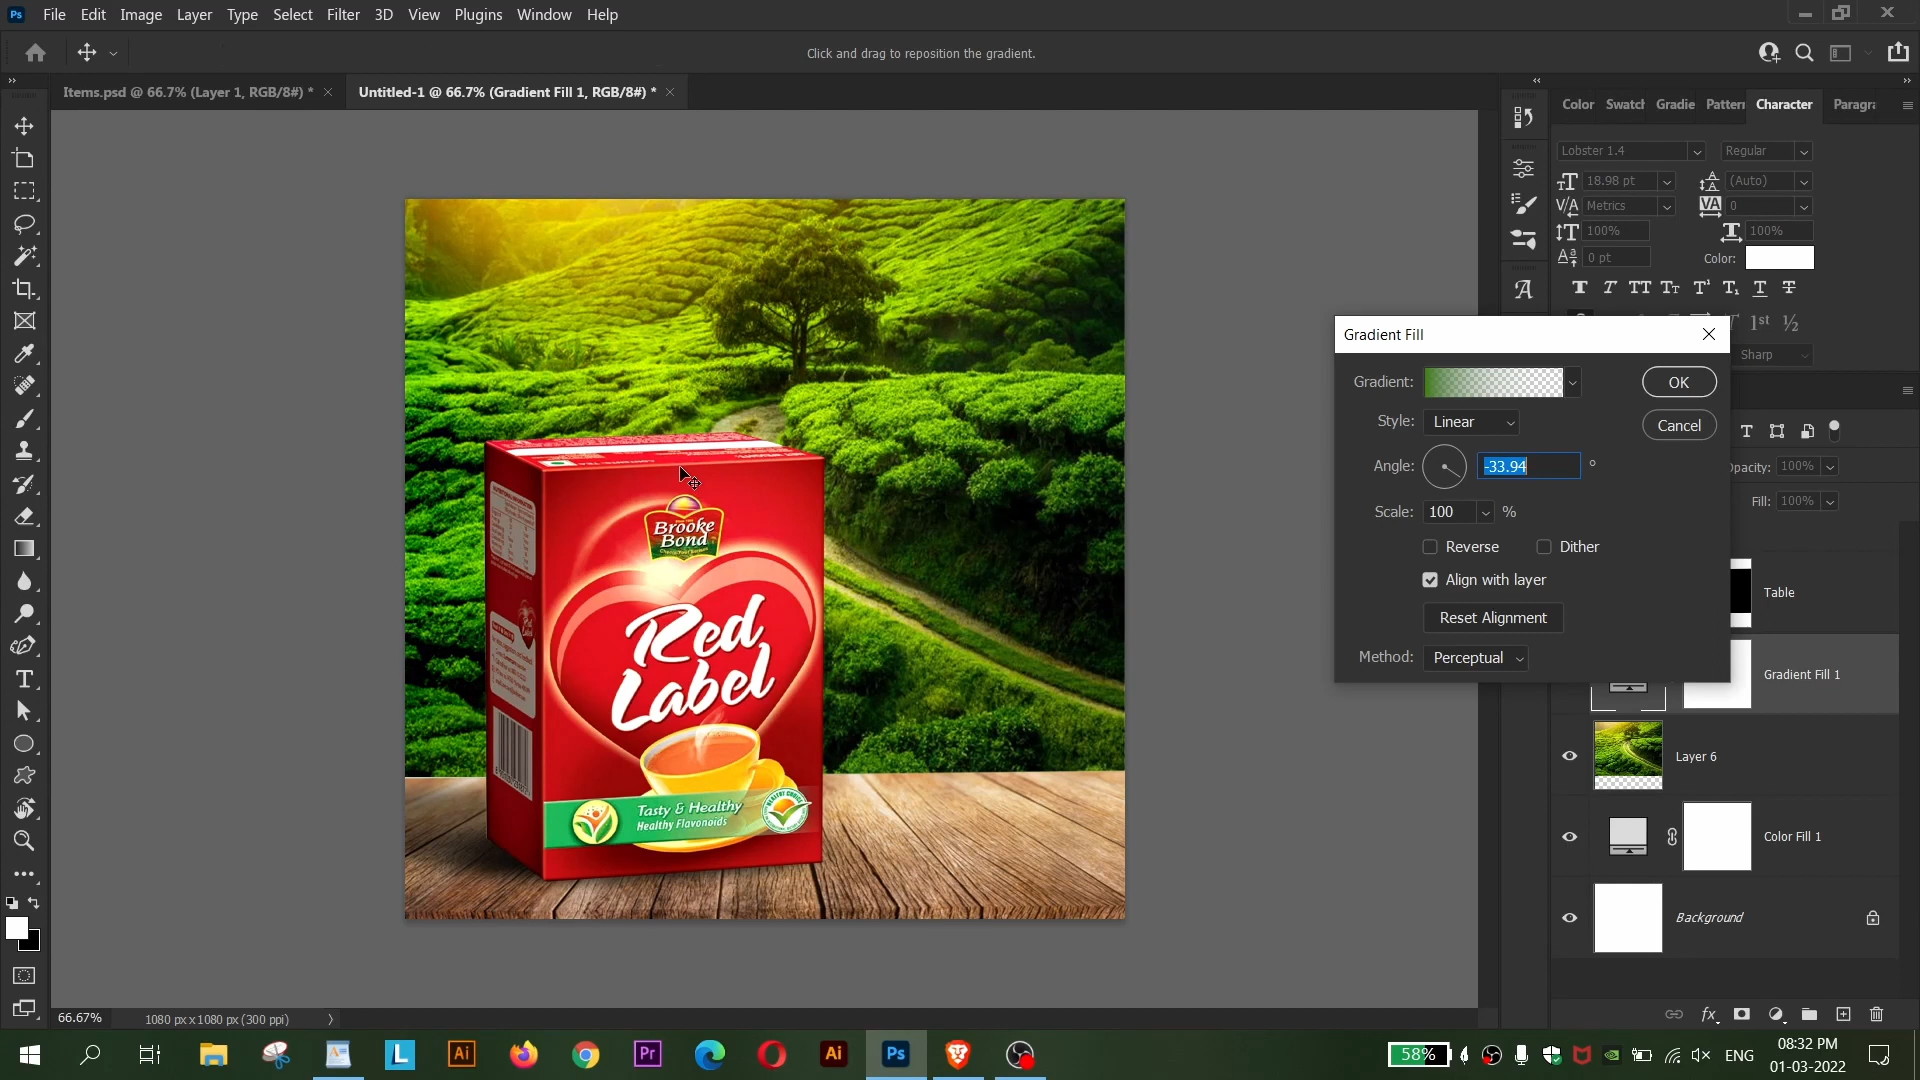 Ps File Edit Image Layer Type Select Filter 3D View Plugins Window Help
Click and drag to reposition the gradient.
Items.psd @ 66.7% (Layer 1, RGB/8#) *
Untitled-1 @ 66.7% (Gradient Fill 1, RGB/8#) *
Color Swatch Gradie Pattern Character Paragra
Lobster 1.4 Regular
18.98 pt (Auto)
Metrics 0
100% 100%
0 pt Color:
Sharp
Gradient Fill
Gradient: OK
Style: Linear Cancel
Angle: -33.94 °
Scale: 100 %
Reverse Dither
Align with layer
Reset Alignment
Method: Perceptual
Opacity: 100%
Fill: 100%
Table
Gradient Fill 1
Layer 6
Color Fill 1
Background
Brooke
Bond
Red
Label
Tasty & Healthy
Healthy Flavonoids
66.67% 1080 px x 1080 px (300 ppi)
L Ai Pr Ai Ps
58% ENG
08:32 PM
01-03-2022